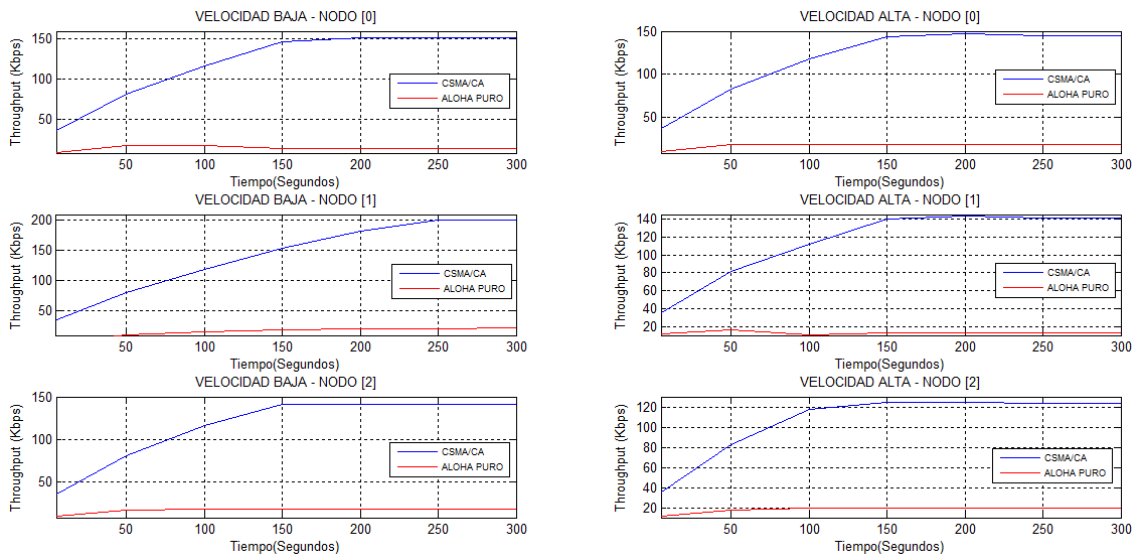 VELOCIDAD BAJA - NODO [0]
Throughput (Kbps)
150
100
50
CSMA/CA
ALOHA PURO
50 100 150 200 250 300
Tiempo(Segundos)
VELOCIDAD BAJA - NODO [1]
Throughput (Kbps)
200
150
100
50
CSMA/CA
ALOHA PURO
50 100 150 200 250 300
Tiempo(Segundos)
VELOCIDAD BAJA - NODO [2]
Throughput (Kbps)
150
100
50
CSMA/CA
ALOHA PURO
50 100 150 200 250 300
Tiempo(Segundos)
VELOCIDAD ALTA - NODO [0]
Throughput (Kbps)
150
100
50
CSMA/CA
ALOHA PURO
50 100 150 200 250 300
Tiempo(Segundos)
VELOCIDAD ALTA - NODO [1]
Throughput (Kbps)
140
120
100
80
60
40
20
CSMA/CA
ALOHA PURO
50 100 150 200 250 300
Tiempo(Segundos)
VELOCIDAD ALTA - NODO [2]
Throughput (Kbps)
120
100
80
60
40
20
CSMA/CA
ALOHA PURO
50 100 150 200 250 300
Tiempo(Segundos)